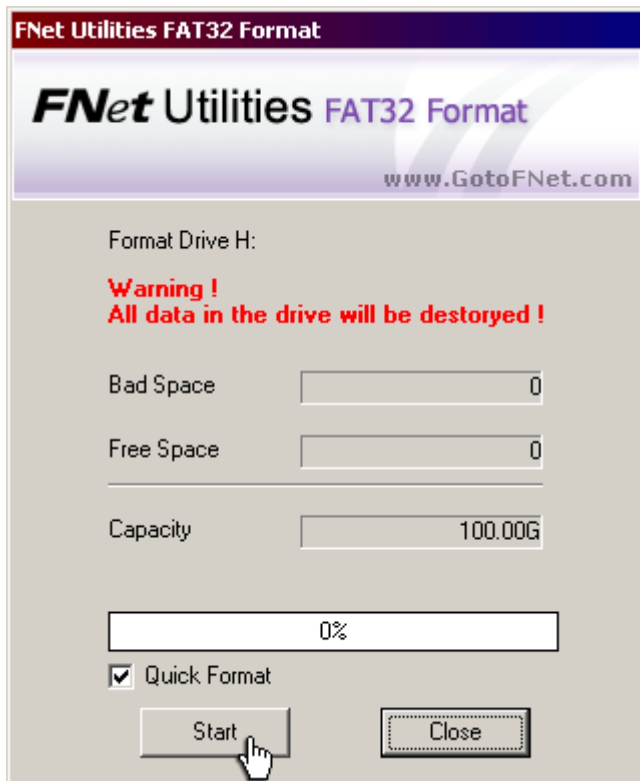 FNet Utilities FAT32 Format
FNet Utilities FAT32 Format
www.GotoFNet.com
Format Drive H:
Warning !
All data in the drive will be destoryed !
Bad Space 0
Free Space 0
Capacity 100.00G
0%
Quick Format
Start Close